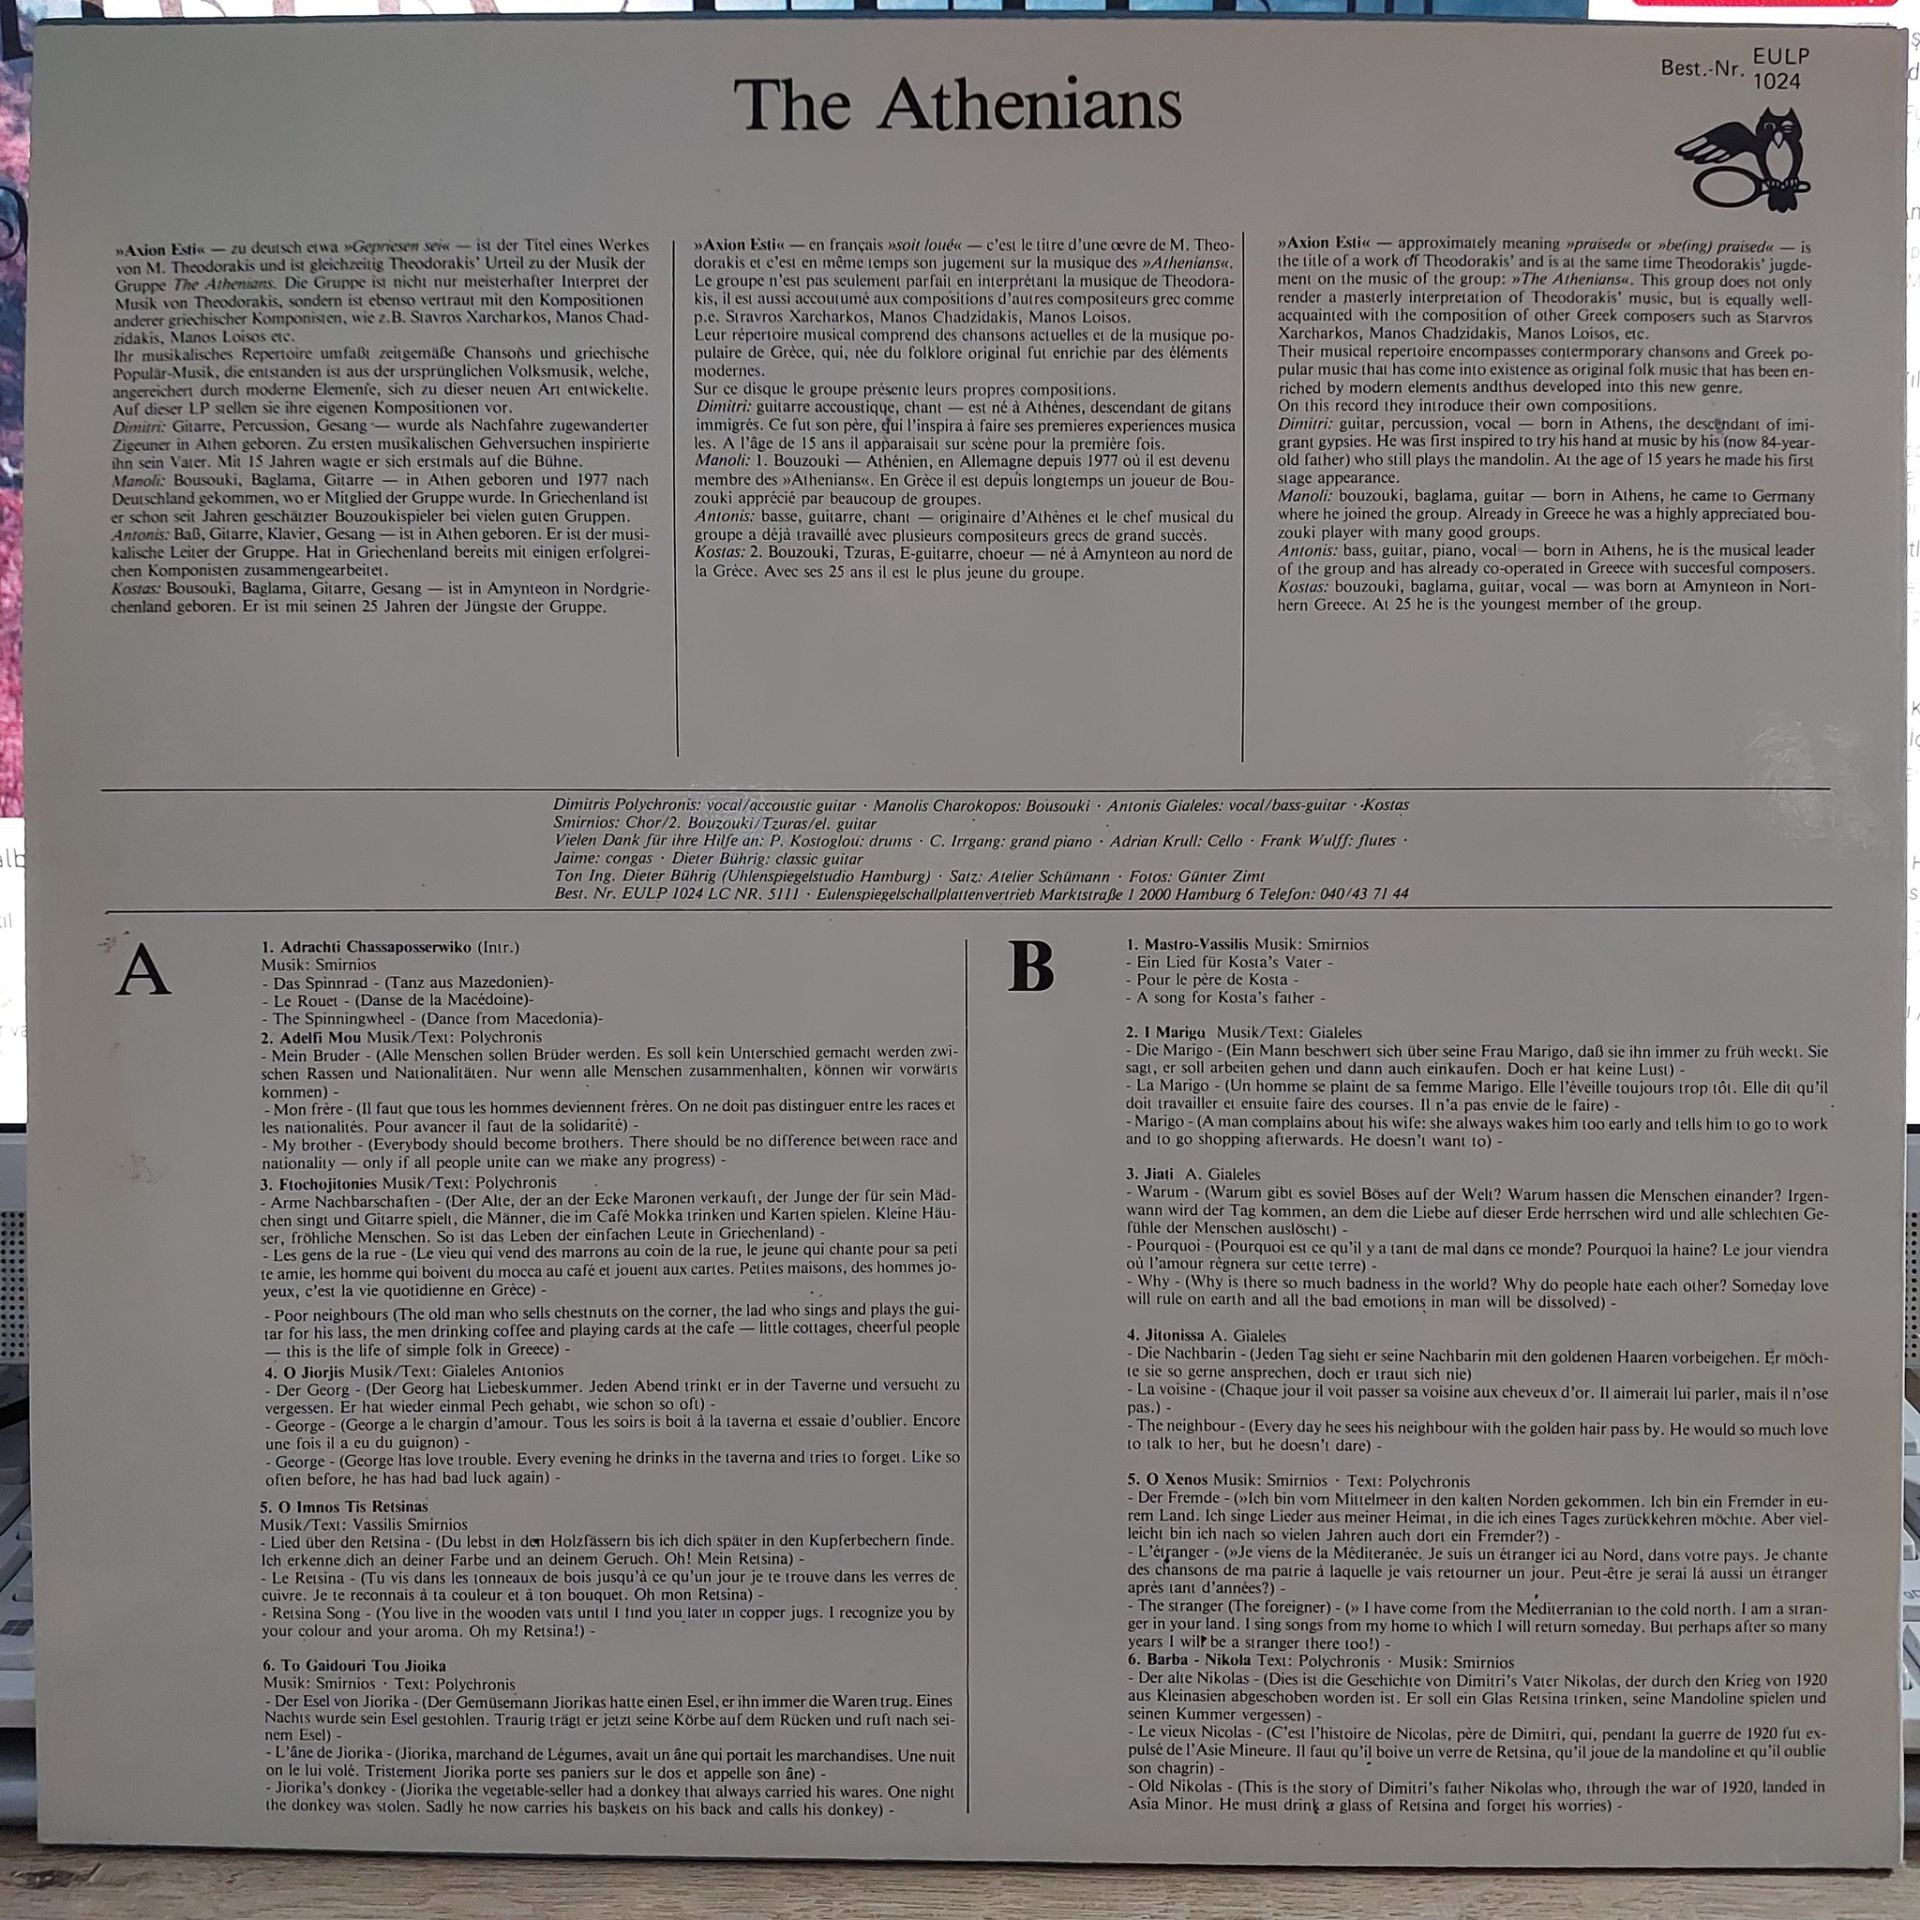 The Athenians
Best.-Nr. EULP
1024
»Axion Esti« — zu deutsch etwa »Gepriesen sei« — ist der Titel eines Werkes
von M. Theodorakis und ist gleichzeitig Theodorakis' Urteil zu der Musik der
Gruppe The Athenians. Die Gruppe ist nicht nur meisterhafter Interpret der
Musik von Theodorakis, sondern ist ebenso vertraut mit den Kompositionen
anderer griechischer Komponisten, wie z.B. Stavros Xarcharkos, Manos Chad-
zidakis, Manos Loisos etc.
Ihr musikalisches Repertoire umfaßt zeitgemäße Chansons und griechische
Populär-Musik, die entstanden ist aus der ursprünglichen Volksmusik, welche,
angereichert durch moderne Elemente, sich zu dieser neuen Art entwickelte.
Auf dieser LP stellen sie ihre eigenen Kompositionen vor.
Dimitri: Gitarre, Percussion, Gesang — wurde als Nachfahre zugewanderter
Zigeuner in Athen geboren. Zu ersten musikalischen Gehversuchen inspirierte
ihn sein Vater. Mit 15 Jahren wagte er sich erstmals auf die Bühne.
Manoli: Bousouki, Baglama, Gitarre — in Athen geboren und 1977 nach
Deutschland gekommen, wo er Mitglied der Gruppe wurde. In Griechenland ist
er schon seit Jahren geschätzter Bouzoukispieler bei vielen guten Gruppen.
Antonis: Baß, Gitarre, Klavier, Gesang — ist in Athen geboren. Er ist der musi-
kalische Leiter der Gruppe. Hat in Griechenland bereits mit einigen erfolgrei-
chen Komponisten zusammengearbeitet.
Kostas: Bousouki, Baglama, Gitarre, Gesang — ist in Amynteon in Nordgrie-
chenland geboren. Er ist mit seinen 25 Jahren der Jüngste der Gruppe.
»Axion Esti« — en français »soit loué« — c'est le titre d'une œvre de M. Theo-
dorakis et c'est en même temps son jugement sur la musique des »Athenians«.
Le groupe n'est pas seulement parfait en interprétant la musique de Theodora-
kis, il est aussi accoutumé aux compositions d'autres compositeurs grec comme
p.e. Stravros Xarcharkos, Manos Chadzidakis, Manos Loisos.
Leur répertoire musical comprend des chansons actuelles et de la musique po-
pulaire de Grèce, qui, née du folklore original fut enrichie par des éléments
modernes.
Sur ce disque le groupe présente leurs propres compositions.
Dimitri: guitarre accoustique, chant — est né à Athènes, descendant de gitans
immigrés. Ce fut son père, qui l'inspira à faire ses premieres experiences musica
les. A l'âge de 15 ans il apparaisait sur scène pour la première fois.
Manoli: 1. Bouzouki — Athénien, en Allemagne depuis 1977 où il est devenu
membre des »Athenians«. En Grèce il est depuis longtemps un joueur de Bou-
zouki apprécié par beaucoup de groupes.
Antonis: basse, guitarre, chant — originaire d'Athènes et le chef musical du
groupe a déjà travaillé avec plusieurs compositeurs grecs de grand succès.
Kostas: 2. Bouzouki, Tzuras, E-guitarre, choeur — né à Amynteon au nord de
la Grèce. Avec ses 25 ans il est le plus jeune du groupe.
»Axion Esti« — approximately meaning »praised« or »be(ing) praised« — is
the title of a work off Theodorakis' and is at the same time Theodorakis' jugde-
ment on the music of the group: »The Athenians«. This group does not only
render a masterly interpretation of Theodorakis' music, but is equally well-
acquainted with the composition of other Greek composers such as Starvros
Xarcharkos, Manos Chadzidakis, Manos Loisos, etc.
Their musical repertoire encompasses contermporary chansons and Greek po-
pular music that has come into existence as original folk music that has been en-
riched by modern elements andthus developed into this new genre.
On this record they introduce their own compositions.
Dimitri: guitar, percussion, vocal — born in Athens, the descendant of imi-
grant gypsies. He was first inspired to try his hand at music by his (now 84-year-
old father) who still plays the mandolin. At the age of 15 years he made his first
stage appearance.
Manoli: bouzouki, baglama, guitar — born in Athens, he came to Germany
where he joined the group. Already in Greece he was a highly appreciated bou-
zouki player with many good groups.
Antonis: bass, guitar, piano, vocal — born in Athens, he is the musical leader
of the group and has already co-operated in Greece with succesful composers.
Kostas: bouzouki, baglama, guitar, vocal — was born at Amynteon in Nort-
hern Greece. At 25 he is the youngest member of the group.
Dimitris Polychronis: vocal/accoustic guitar · Manolis Charokopos: Bousouki · Antonis Gialeles: vocal/bass-guitar · Kostas
Smirnios: Chor/2. Bouzouki/Tzuras/el. guitar
Vielen Dank für ihre Hilfe an: P. Kostoglou: drums · C. Irrgang: grand piano · Adrian Krull: Cello · Frank Wulff: flutes ·
Jaime: congas · Dieter Bührig: classic guitar
Ton Ing. Dieter Bührig (Uhlenspiegelstudio Hamburg) · Satz: Atelier Schümann · Fotos: Günter Zimt
Best. Nr. EULP 1024 LC NR. 5111 · Eulenspiegelschallplattenvertrieb Marktstraße 1 2000 Hamburg 6 Telefon: 040/43 71 44
A
1. Adrachti Chassaposserwiko (Intr.)
Musik: Smirnios
- Das Spinnrad - (Tanz aus Mazedonien)-
- Le Rouet - (Danse de la Macédoine)-
- The Spinningwheel - (Dance from Macedonia)-
2. Adelfi Mou Musik/Text: Polychronis
- Mein Bruder - (Alle Menschen sollen Brüder werden. Es soll kein Unterschied gemacht werden zwi-
schen Rassen und Nationalitäten. Nur wenn alle Menschen zusammenhalten, können wir vorwärts
kommen) -
- Mon frère - (Il faut que tous les hommes deviennent frères. On ne doit pas distinguer entre les races et
les nationalités. Pour avancer il faut de la solidarité) -
- My brother - (Everybody should become brothers. There should be no difference between race and
nationality — only if all people unite can we make any progress) -
3. Ftochojitonies Musik/Text: Polychronis
- Arme Nachbarschaften - (Der Alte, der an der Ecke Maronen verkauft, der Junge der für sein Mäd-
chen singt und Gitarre spielt, die Männer, die im Café Mokka trinken und Karten spielen. Kleine Häu-
ser, fröhliche Menschen. So ist das Leben der einfachen Leute in Griechenland) -
- Les gens de la rue - (Le vieu qui vend des marrons au coin de la rue, le jeune qui chante pour sa peti
te amie, les homme qui boivent du mocca au café et jouent aux cartes. Petites maisons, des hommes jo-
yeux, c'est la vie quotidienne en Grèce) -
- Poor neighbours (The old man who sells chestnuts on the corner, the lad who sings and plays the gui-
tar for his lass, the men drinking coffee and playing cards at the cafe — little cottages, cheerful people
— this is the life of simple folk in Greece) -
4. O Jiorjis Musik/Text: Gialeles Antonios
- Der Georg - (Der Georg hat Liebeskummer. Jeden Abend trinkt er in der Taverne und versucht zu
vergessen. Er hat wieder einmal Pech gehabt, wie schon so oft) -
- George - (George a le chargin d'amour. Tous les soirs is boit à la taverna et essaie d'oublier. Encore
une fois il a eu du guignon) -
- George - (George has love trouble. Every evening he drinks in the taverna and tries to forget. Like so
often before, he has had bad luck again) -
5. O Imnos Tis Retsinas
Musik/Text: Vassilis Smirnios
- Lied über den Retsina - (Du lebst in den Holzfässern bis ich dich später in den Kupferbechern finde.
Ich erkenne dich an deiner Farbe und an deinem Geruch. Oh! Mein Retsina) -
- Le Retsina - (Tu vis dans les tonneaux de bois jusqu'à ce qu'un jour je te trouve dans les verres de
cuivre. Je te reconnais à ta couleur et à ton bouquet. Oh mon Retsina) -
- Retsina Song - (You live in the wooden vats until I find you later in copper jugs. I recognize you by
your colour and your aroma. Oh my Retsina!) -
6. To Gaidouri Tou Jioika
Musik: Smirnios · Text: Polychronis
- Der Esel von Jiorika - (Der Gemüsemann Jiorikas hatte einen Esel, er ihn immer die Waren trug. Eines
Nachts wurde sein Esel gestohlen. Traurig trägt er jetzt seine Körbe auf dem Rücken und ruft nach sei-
nem Esel) -
- L'âne de Jiorika - (Jiorika, marchand de Légumes, avait un âne qui portait les marchandises. Une nuit
on le lui volé. Tristement Jiorika porte ses paniers sur le dos et appelle son âne) -
- Jiorika's donkey - (Jiorika the vegetable-seller had a donkey that always carried his wares. One night
the donkey was stolen. Sadly he now carries his baskets on his back and calls his donkey) -
B
1. Mastro-Vassilis Musik: Smirnios
- Ein Lied für Kosta's Vater -
- Pour le père de Kosta -
- A song for Kosta's father -
2. I Marigo Musik/Text: Gialeles
- Die Marigo - (Ein Mann beschwert sich über seine Frau Marigo, daß sie ihn immer zu früh weckt. Sie
sagt, er soll arbeiten gehen und dann auch einkaufen. Doch er hat keine Lust) -
- La Marigo - (Un homme se plaint de sa femme Marigo. Elle l'éveille toujours trop tôt. Elle dit qu'il
doit travailler et ensuite faire des courses. Il n'a pas envie de le faire) -
- Marigo - (A man complains about his wife: she always wakes him too early and tells him to go to work
and to go shopping afterwards. He doesn't want to) -
3. Jiati A. Gialeles
- Warum - (Warum gibt es soviel Böses auf der Welt? Warum hassen die Menschen einander? Irgen-
wann wird der Tag kommen, an dem die Liebe auf dieser Erde herrschen wird und alle schlechten Ge-
fühle der Menschen auslöscht) -
- Pourquoi - (Pourquoi est ce qu'il y a tant de mal dans ce monde? Pourquoi la haine? Le jour viendra
où l'amour règnera sur cette terre) -
- Why - (Why is there so much badness in the world? Why do people hate each other? Someday love
will rule on earth and all the bad emotions in man will be dissolved) -
4. Jitonissa A. Gialeles
- Die Nachbarin - (Jeden Tag sieht er seine Nachbarin mit den goldenen Haaren vorbeigehen. Er möch-
te sie so gerne ansprechen, doch er traut sich nie)
- La voisine - (Chaque jour il voit passer sa voisine aux cheveux d'or. Il aimerait lui parler, mais il n'ose
pas.) -
- The neighbour - (Every day he sees his neighbour with the golden hair pass by. He would so much love
to talk to her, but he doesn't dare) -
5. O Xenos Musik: Smirnios · Text: Polychronis
- Der Fremde - (»Ich bin vom Mittelmeer in den kalten Norden gekommen. Ich bin ein Fremder in eu-
rem Land. Ich singe Lieder aus meiner Heimat, in die ich eines Tages zurückkehren möchte. Aber viel-
leicht bin ich nach so vielen Jahren auch dort ein Fremder?) -
- L'étranger - (»Je viens de la Méditeranée. Je suis un étranger ici au Nord, dans votre pays. Je chante
des chansons de ma patrie à laquelle je vais retourner un jour. Peut-être je serai lá aussi un étranger
après tant d'années?) -
- The stranger (The foreigner) - (» I have come from the Mediterranian to the cold north. I am a stran-
ger in your land. I sing songs from my home to which I will return someday. But perhaps after so many
years I will be a stranger there too!) -
6. Barba - Nikola Text: Polychronis · Musik: Smirnios
- Der alte Nikolas - (Dies ist die Geschichte von Dimitri's Vater Nikolas, der durch den Krieg von 1920
aus Kleinasien abgeschoben worden ist. Er soll ein Glas Retsina trinken, seine Mandoline spielen und
seinen Kummer vergessen) -
- Le vieux Nicolas - (C'est l'histoire de Nicolas, père de Dimitri, qui, pendant la guerre de 1920 fut ex-
pulsé de l'Asie Mineure. Il faut qu'il boive un verre de Retsina, qu'il joue de la mandoline et qu'il oublie
son chagrin) -
- Old Nikolas - (This is the story of Dimitri's father Nikolas who, through the war of 1920, landed in
Asia Minor. He must drink a glass of Retsina and forget his worries) -